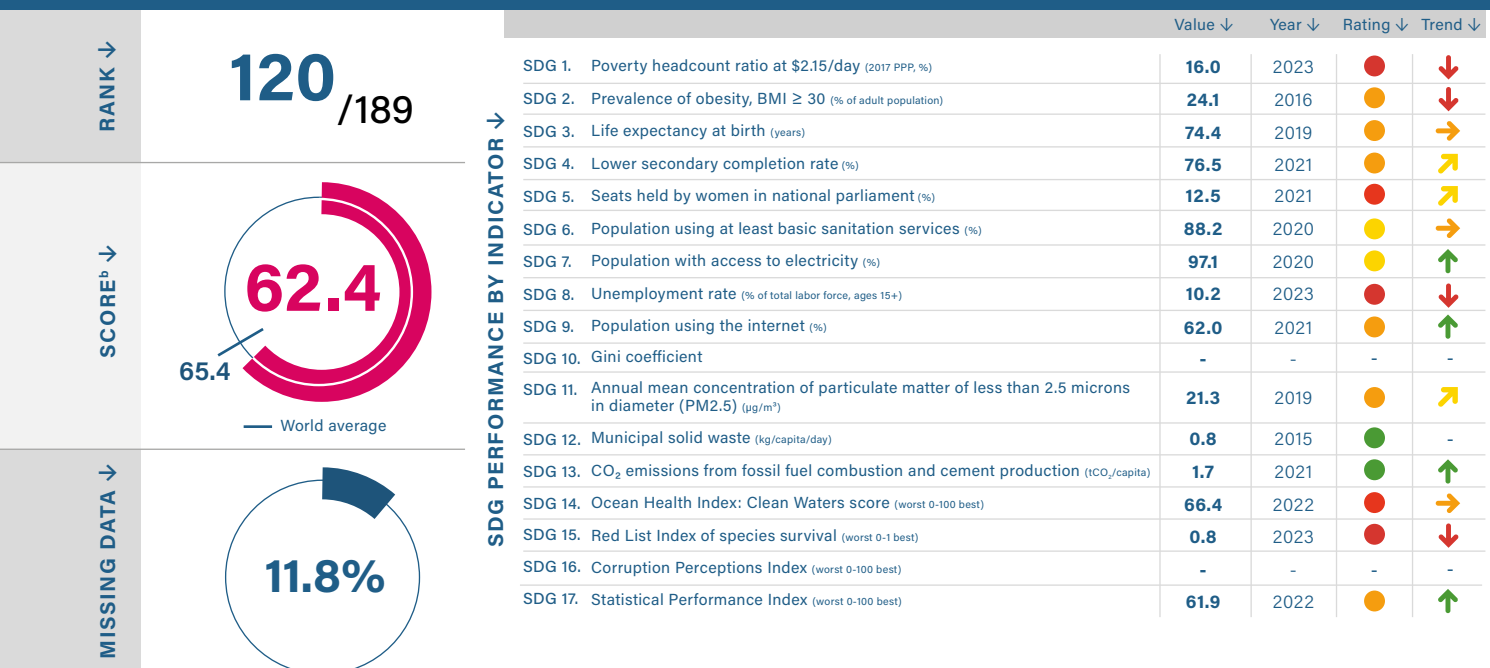 RANK →
120/189
SCOREᵇ →
62.4
65.4
World average
MISSING DATA →
11.8%
SDG PERFORMANCE BY INDICATOR →
Value ↓ Year ↓ Rating ↓ Trend ↓
SDG 1. Poverty headcount ratio at $2.15/day (2017 PPP, %) 16.0 2023
SDG 2. Prevalence of obesity, BMI ≥ 30 (% of adult population) 24.1 2016
SDG 3. Life expectancy at birth (years) 74.4 2019
SDG 4. Lower secondary completion rate (%) 76.5 2021
SDG 5. Seats held by women in national parliament (%) 12.5 2021
SDG 6. Population using at least basic sanitation services (%) 88.2 2020
SDG 7. Population with access to electricity (%) 97.1 2020
SDG 8. Unemployment rate (% of total labor force, ages 15+) 10.2 2023
SDG 9. Population using the internet (%) 62.0 2021
SDG 10. Gini coefficient - - - -
SDG 11. Annual mean concentration of particulate matter of less than 2.5 microns
in diameter (PM2.5) (μg/m³) 21.3 2019
SDG 12. Municipal solid waste (kg/capita/day) 0.8 2015 -
SDG 13. CO₂ emissions from fossil fuel combustion and cement production (tCO₂/capita) 1.7 2021
SDG 14. Ocean Health Index: Clean Waters score (worst 0-100 best) 66.4 2022
SDG 15. Red List Index of species survival (worst 0-1 best) 0.8 2023
SDG 16. Corruption Perceptions Index (worst 0-100 best) - - - -
SDG 17. Statistical Performance Index (worst 0-100 best) 61.9 2022